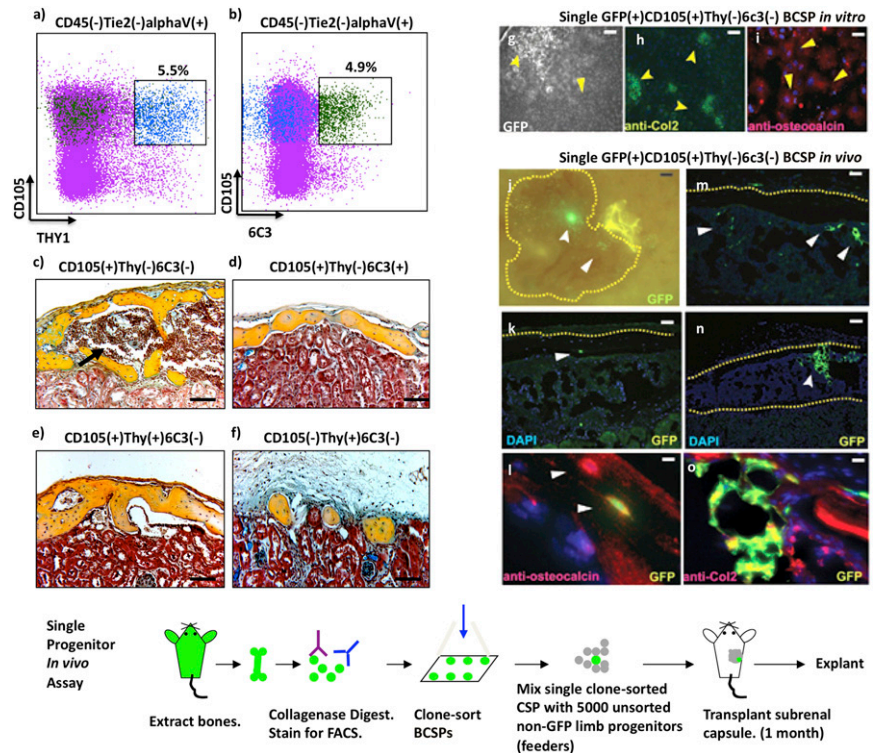 a)
CD45(-)Tie2(-)alphaV(+)
5.5%
CD105
THY1
b)
CD45(-)Tie2(-)alphaV(+)
4.9%
CD105
6C3
c)
CD105(+)Thy(-)6C3(-)
d)
CD105(+)Thy(-)6C3(+)
e)
CD105(+)Thy(+)6C3(-)
f)
CD105(-)Thy(+)6C3(-)
Single GFP(+)CD105(+)Thy(-)6c3(-) BCSP in vitro
g
GFP
h
anti-Col2
i
anti-osteocalcin
Single GFP(+)CD105(+)Thy(-)6c3(-) BCSP in vivo
j
GFP
m
k
DAPI
GFP
n
GFP
l
anti-osteocalcin
GFP
o
anti-Col2
GFP
Single
Progenitor
In vivo
Assay
Extract bones.
Collagenase Digest.
Stain for FACS.
Clone-sort
BCSPs
Mix single clone-sorted
CSP with 5000 unsorted
non-GFP limb progenitors
(feeders)
Transplant subrenal
capsule. (1 month)
Explant